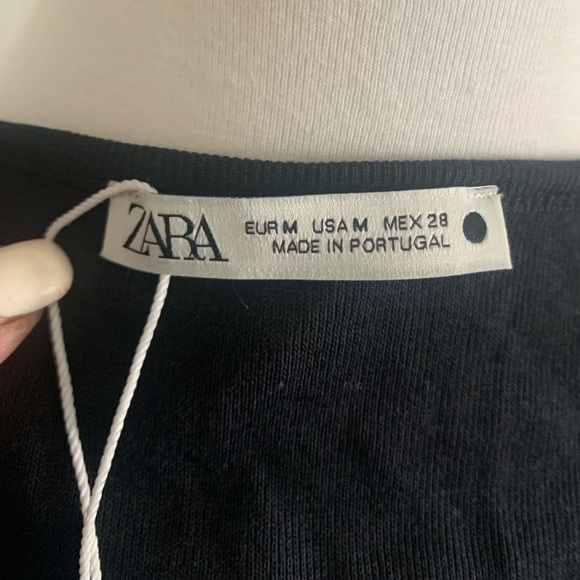 ZARA
EUR M USA M MEX 28
MADE IN PORTUGAL